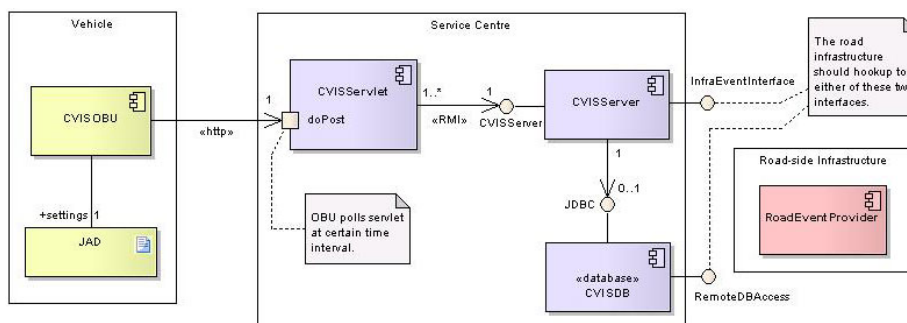 Vehicle
CVISOBU
+settings 1
JAD
«http»
Service Centre
1
CVISServlet
doPost
OBU polls servlet
at certain time
interval.
1..*
1
«RMI»
CVISServer
CVISServer
1
0..1
JDBC
«database»
CVISDB
InfraEventInterface
RemoteDBAccess
The road
infrastructure
should hookup to
either of these
interfaces.
Road-side Infrastructure
RoadEventProvider